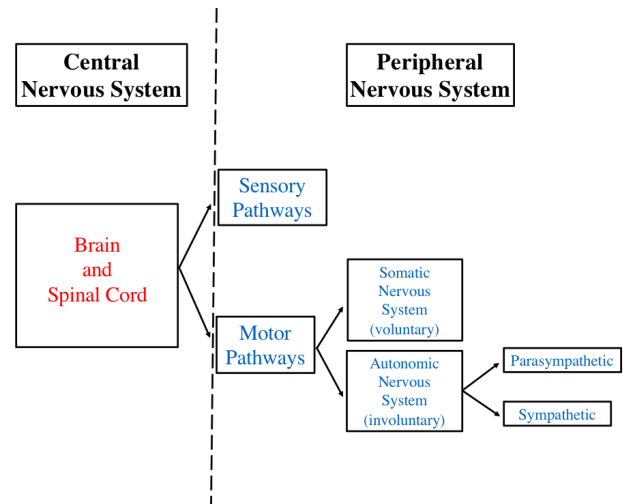 Central
Nervous System
Peripheral
Nervous System
Sensory
Pathways
Brain
and
Spinal Cord
Motor
Pathways
Somatic
Nervous
System
(voluntary)
Autonomic
Nervous
System
(involuntary)
Parasympathetic
Sympathetic